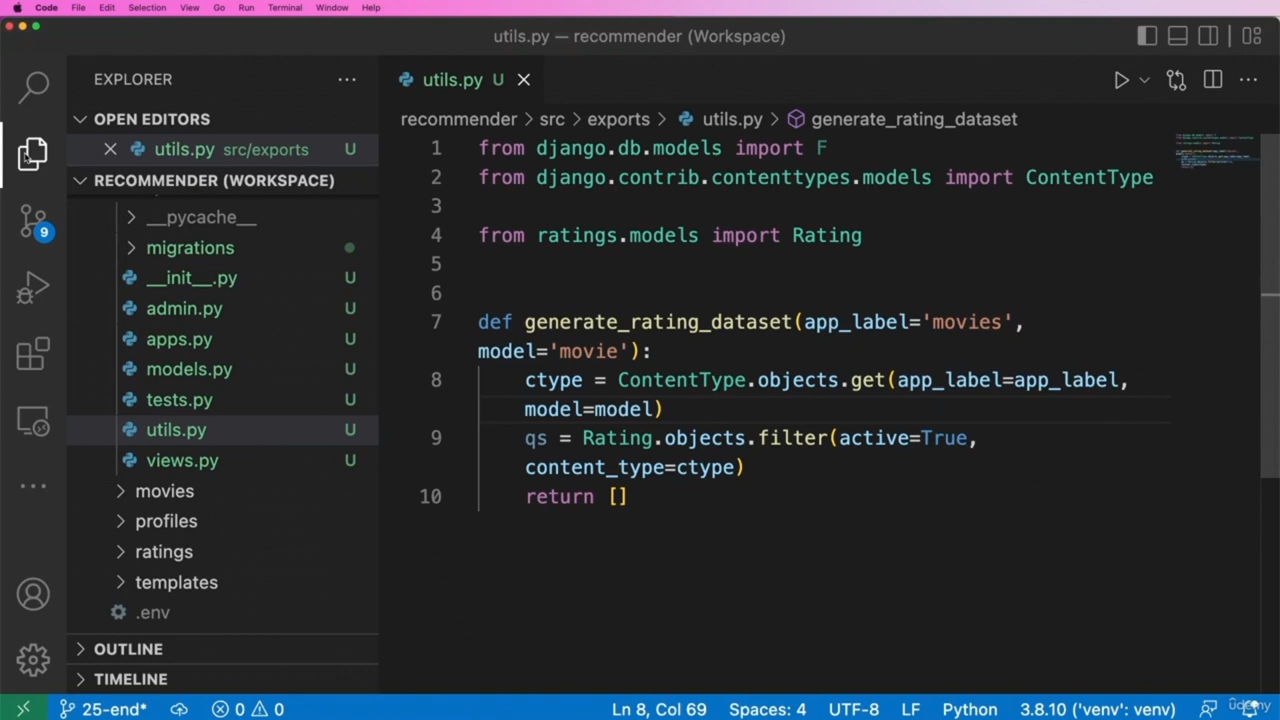 Code File Edit Selection View Go Run Terminal Window Help
utils.py — recommender (Workspace)
EXPLORER
utils.py U
OPEN EDITORS
utils.py src/exports U
RECOMMENDER (WORKSPACE)
__pycache__
migrations
__init__.py U
admin.py U
apps.py U
models.py U
tests.py U
utils.py U
views.py U
movies
profiles
ratings
templates
.env
OUTLINE
TIMELINE
9
recommender > src > exports > utils.py > generate_rating_dataset
1 from django.db.models import F
2 from django.contrib.contenttypes.models import ContentType
3
4 from ratings.models import Rating
5
6
7 def generate_rating_dataset(app_label='movies',
model='movie'):
8 ctype = ContentType.objects.get(app_label=app_label,
model=model)
9 qs = Rating.objects.filter(active=True,
content_type=ctype)
10 return []
25-end* 0 0 Ln 8, Col 69 Spaces: 4 UTF-8 LF Python 3.8.10 ('venv': venv)
udemy